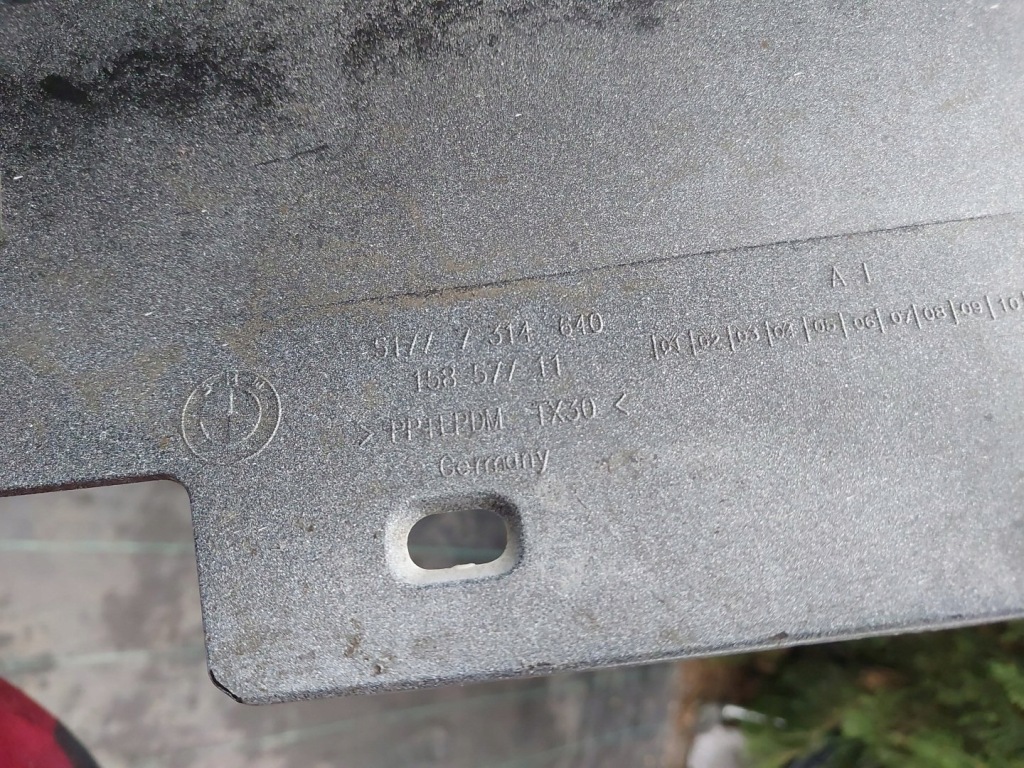 A I
01 02 03 04 05 06 07 08 09 10
5177 7 314 640
158 577 11
BMW
> PP+EPDM TX30 <
Germany